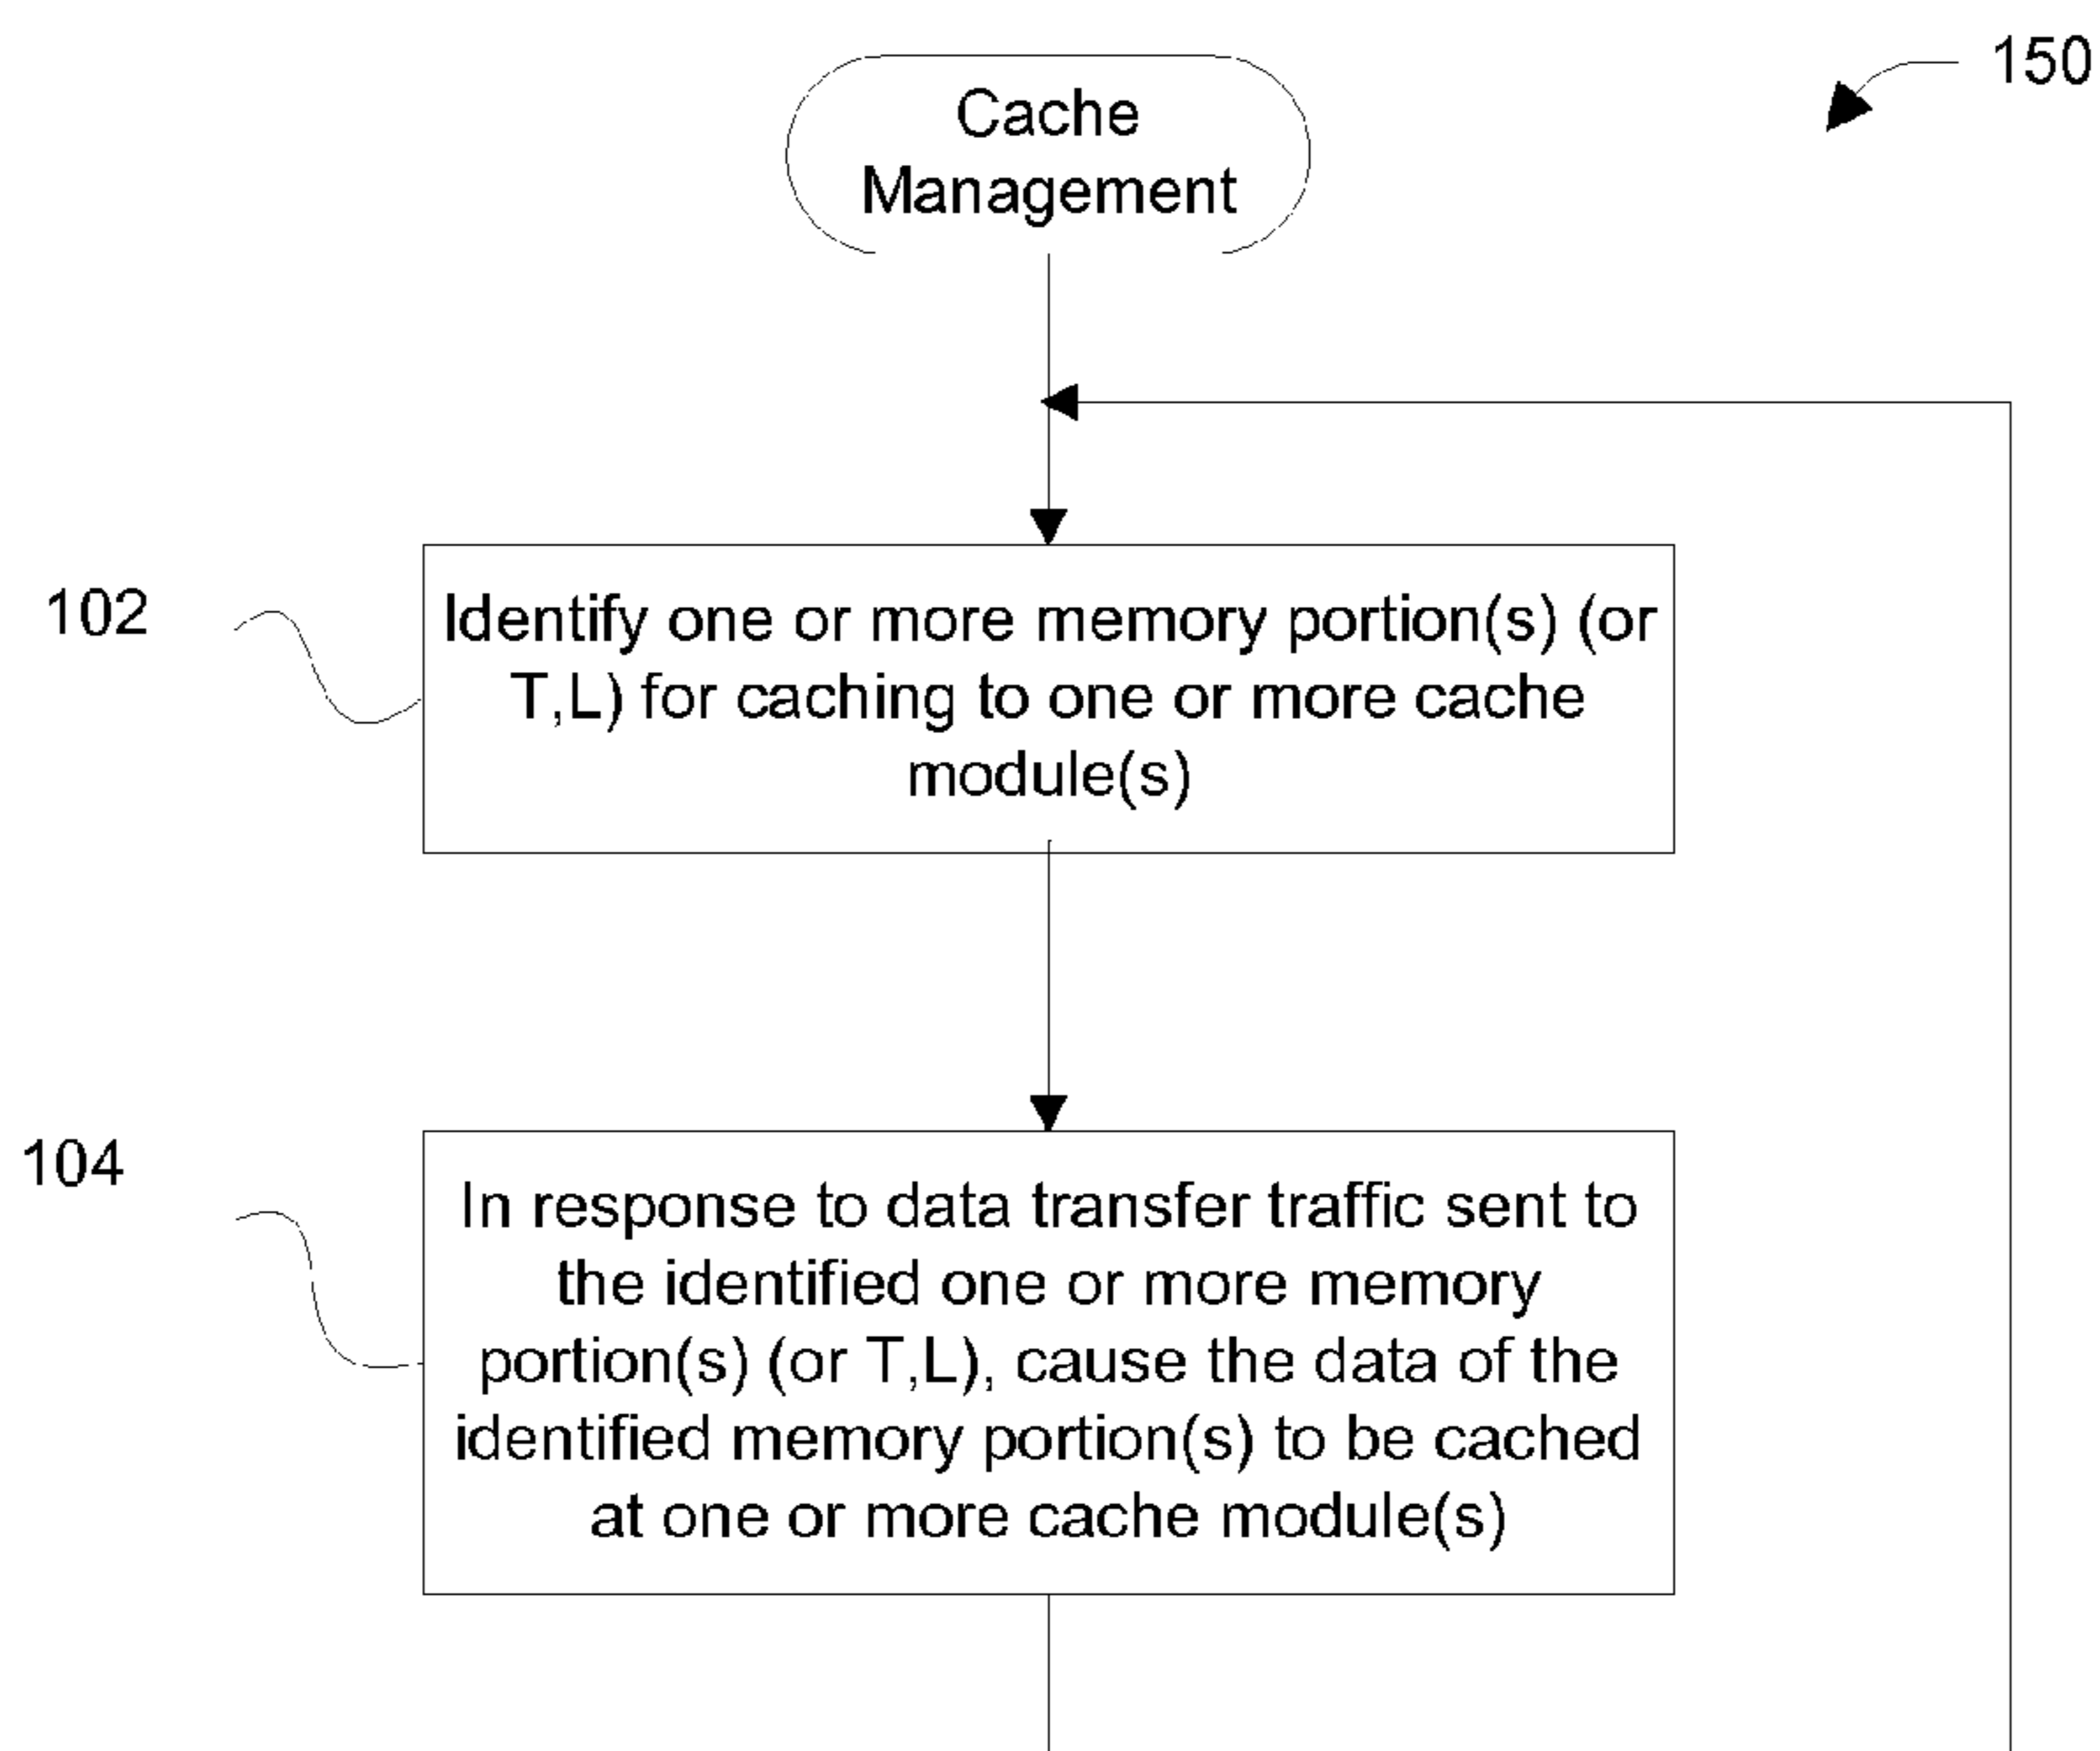 150
Cache
Management
102
Identify one or more memory portion(s) (or
T,L) for caching to one or more cache
module(s)
104
In response to data transfer traffic sent to
the identified one or more memory
portion(s) (or T,L), cause the data of the
identified memory portion(s) to be cached
at one or more cache module(s)